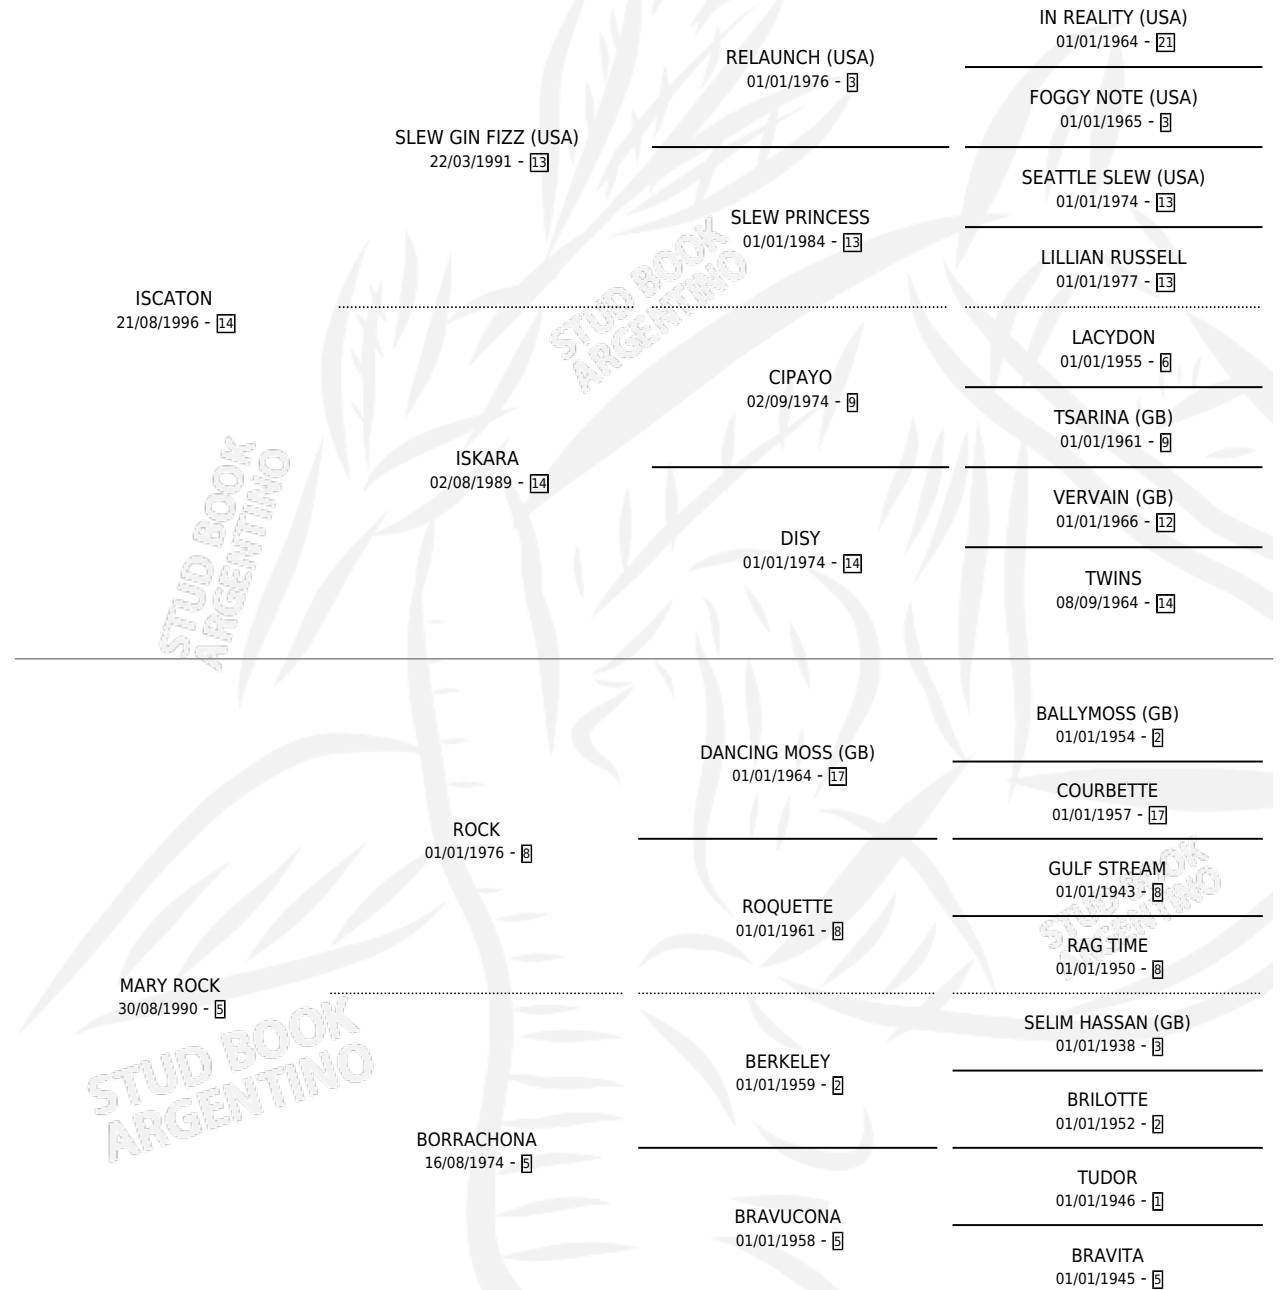 IN REALITY (USA)
01/01/1964 - 21
RELAUNCH (USA)
01/01/1976 - 3
FOGGY NOTE (USA)
01/01/1965 - 3
SLEW GIN FIZZ (USA)
22/03/1991 - 13
SEATTLE SLEW (USA)
01/01/1974 - 13
SLEW PRINCESS
01/01/1984 - 13
LILLIAN RUSSELL
01/01/1977 - 13
ISCATON
21/08/1996 - 14
STUD BOOK
ARGENTINO
LACYDON
01/01/1955 - 6
CIPAYO
02/09/1974 - 9
TSARINA (GB)
01/01/1961 - 9
ISKARA
02/08/1989 - 14
VERVAIN (GB)
01/01/1966 - 12
DISY
01/01/1974 - 14
TWINS
08/09/1964 - 14
STUD BOOK
ARGENTINO
BALLYMOSS (GB)
01/01/1954 - 2
DANCING MOSS (GB)
01/01/1964 - 17
COURBETTE
01/01/1957 - 17
ROCK
01/01/1976 - 8
GULF STREAM
01/01/1943 - 8
ROQUETTE
01/01/1961 - 8
RAG TIME
01/01/1950 - 8
STUD BOOK
ARGENTINO
MARY ROCK
30/08/1990 - 5
SELIM HASSAN (GB)
01/01/1938 - 3
BERKELEY
01/01/1959 - 2
BRILOTTE
01/01/1952 - 2
STUD BOOK
ARGENTINO
BORRACHONA
16/08/1974 - 5
TUDOR
01/01/1946 - 1
BRAVUCONA
01/01/1958 - 5
BRAVITA
01/01/1945 - 5